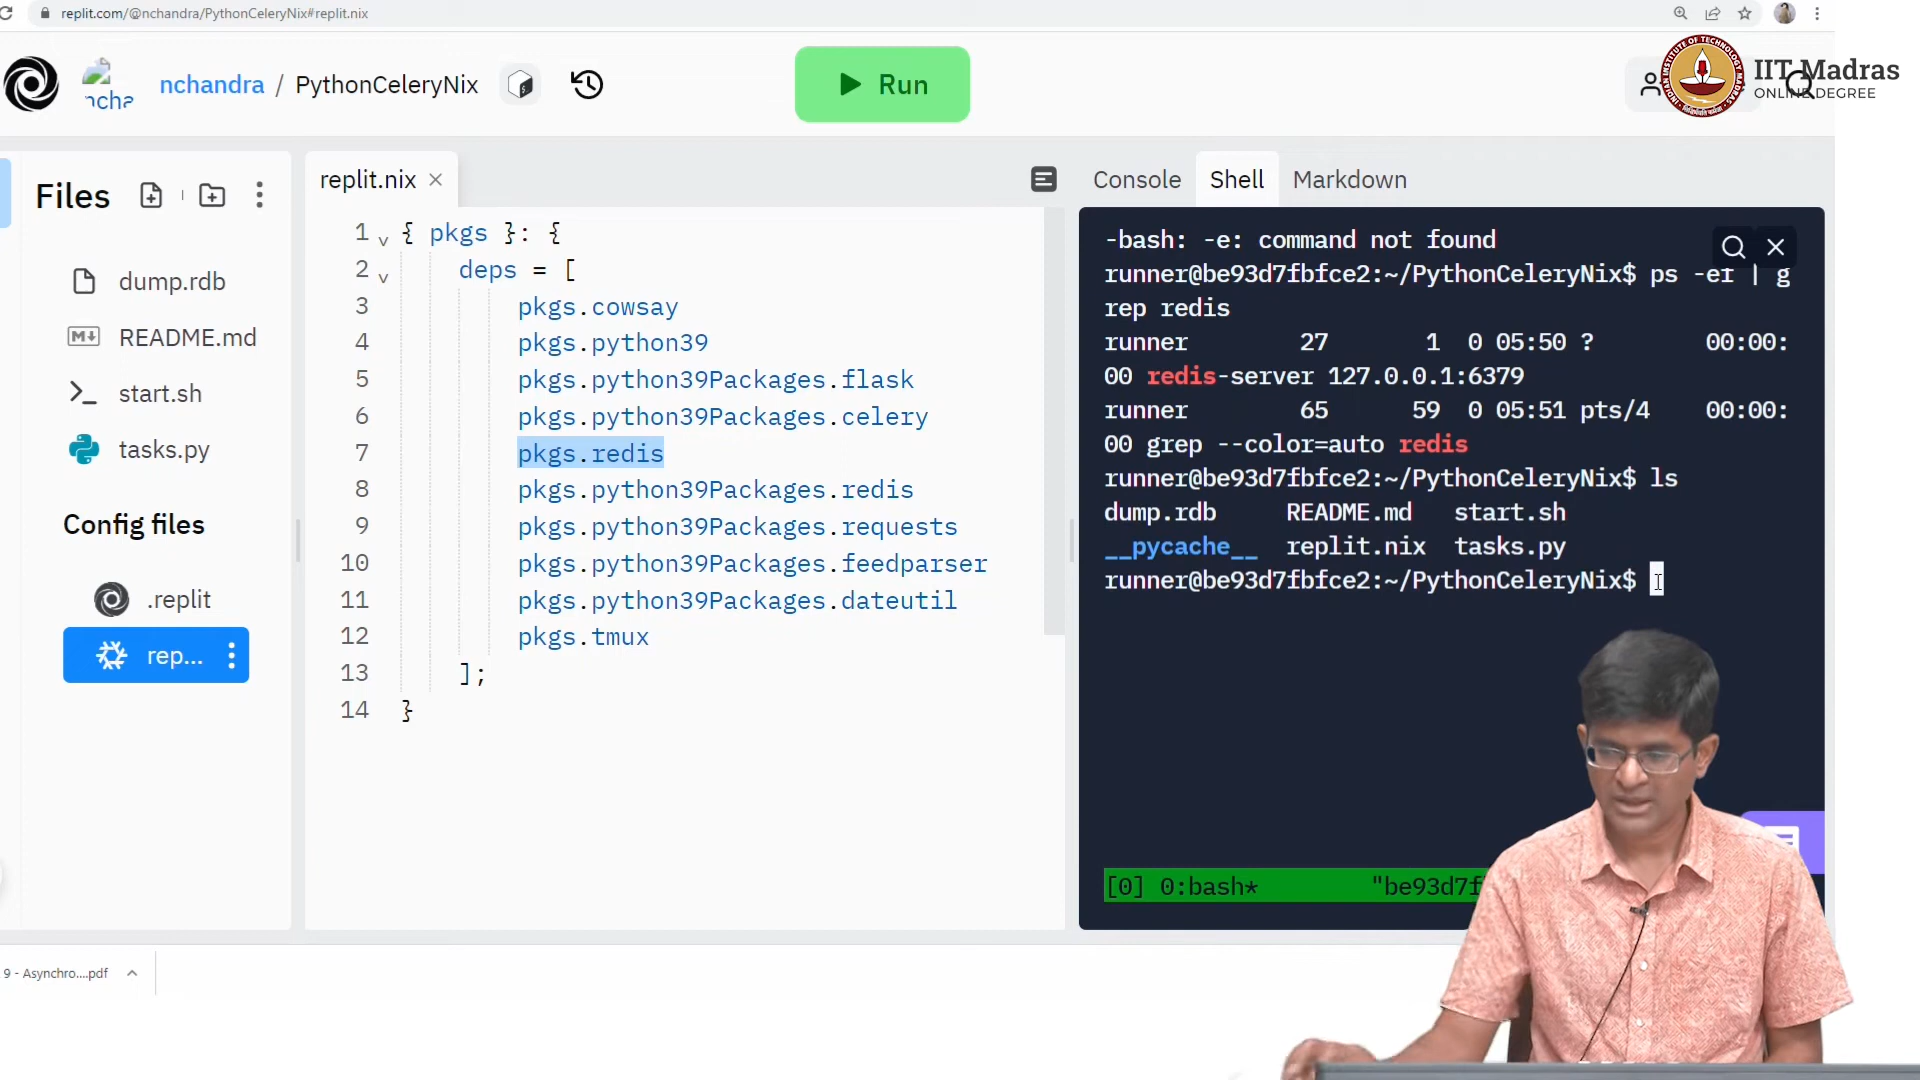 replit.com/@nchandra/PythonCeleryNix#replit.nix
ncha
nchandra / PythonCeleryNix
Run
IIT Madras
ONLINE DEGREE
Files
dump.rdb
README.md
start.sh
tasks.py
Config files
.replit
rep...
replit.nix
1 { pkgs }: {
2 deps = [
3 pkgs.cowsay
4 pkgs.python39
5 pkgs.python39Packages.flask
6 pkgs.python39Packages.celery
7 pkgs.redis
8 pkgs.python39Packages.redis
9 pkgs.python39Packages.requests
10 pkgs.python39Packages.feedparser
11 pkgs.python39Packages.dateutil
12 pkgs.tmux
13 ];
14 }
Console Shell Markdown
-bash: -e: command not found
runner@be93d7fbfce2:~/PythonCeleryNix$ ps -ef | g
rep redis
runner 27 1 0 05:50 ? 00:00:
00 redis-server 127.0.0.1:6379
runner 65 59 0 05:51 pts/4 00:00:
00 grep --color=auto redis
runner@be93d7fbfce2:~/PythonCeleryNix$ ls
dump.rdb README.md start.sh
__pycache__ replit.nix tasks.py
runner@be93d7fbfce2:~/PythonCeleryNix$
[0] 0:bash* "be93d7f
9 - Asynchro....pdf